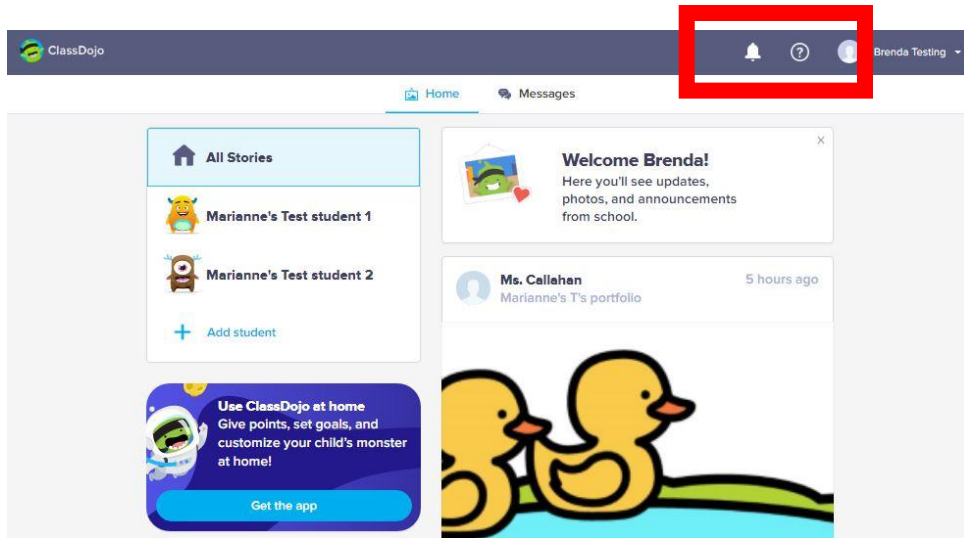 ClassDojo
Brenda Testing
Home
Messages
All Stories
Marianne's Test student 1
Marianne's Test student 2
Add student
Use ClassDojo at home
Give points, set goals, and
customize your child's monster
at home!
Get the app
Welcome Brenda!
Here you'll see updates,
photos, and announcements
from school.
Ms. Callahan
5 hours ago
Marianne's T's portfolio